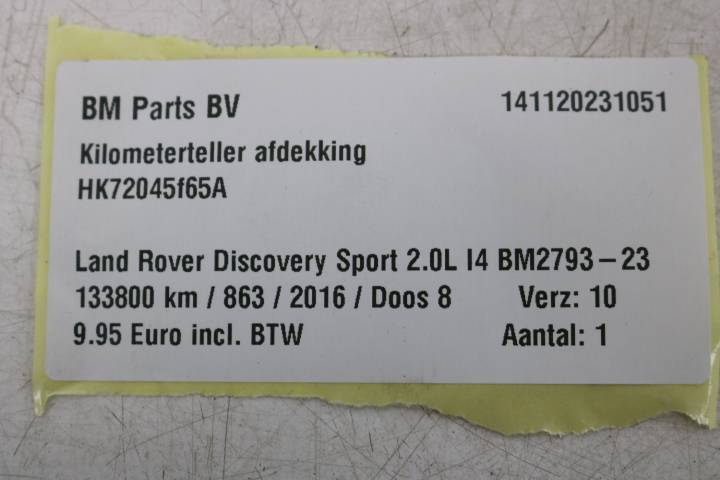 BM Parts BV 141120231051
Kilometerteller afdekking
HK72045f65A
Land Rover Discovery Sport 2.0L I4 BM2793-23
133800 km / 863 / 2016 / Doos 8 Verz: 10
9.95 Euro incl. BTW Aantal: 1